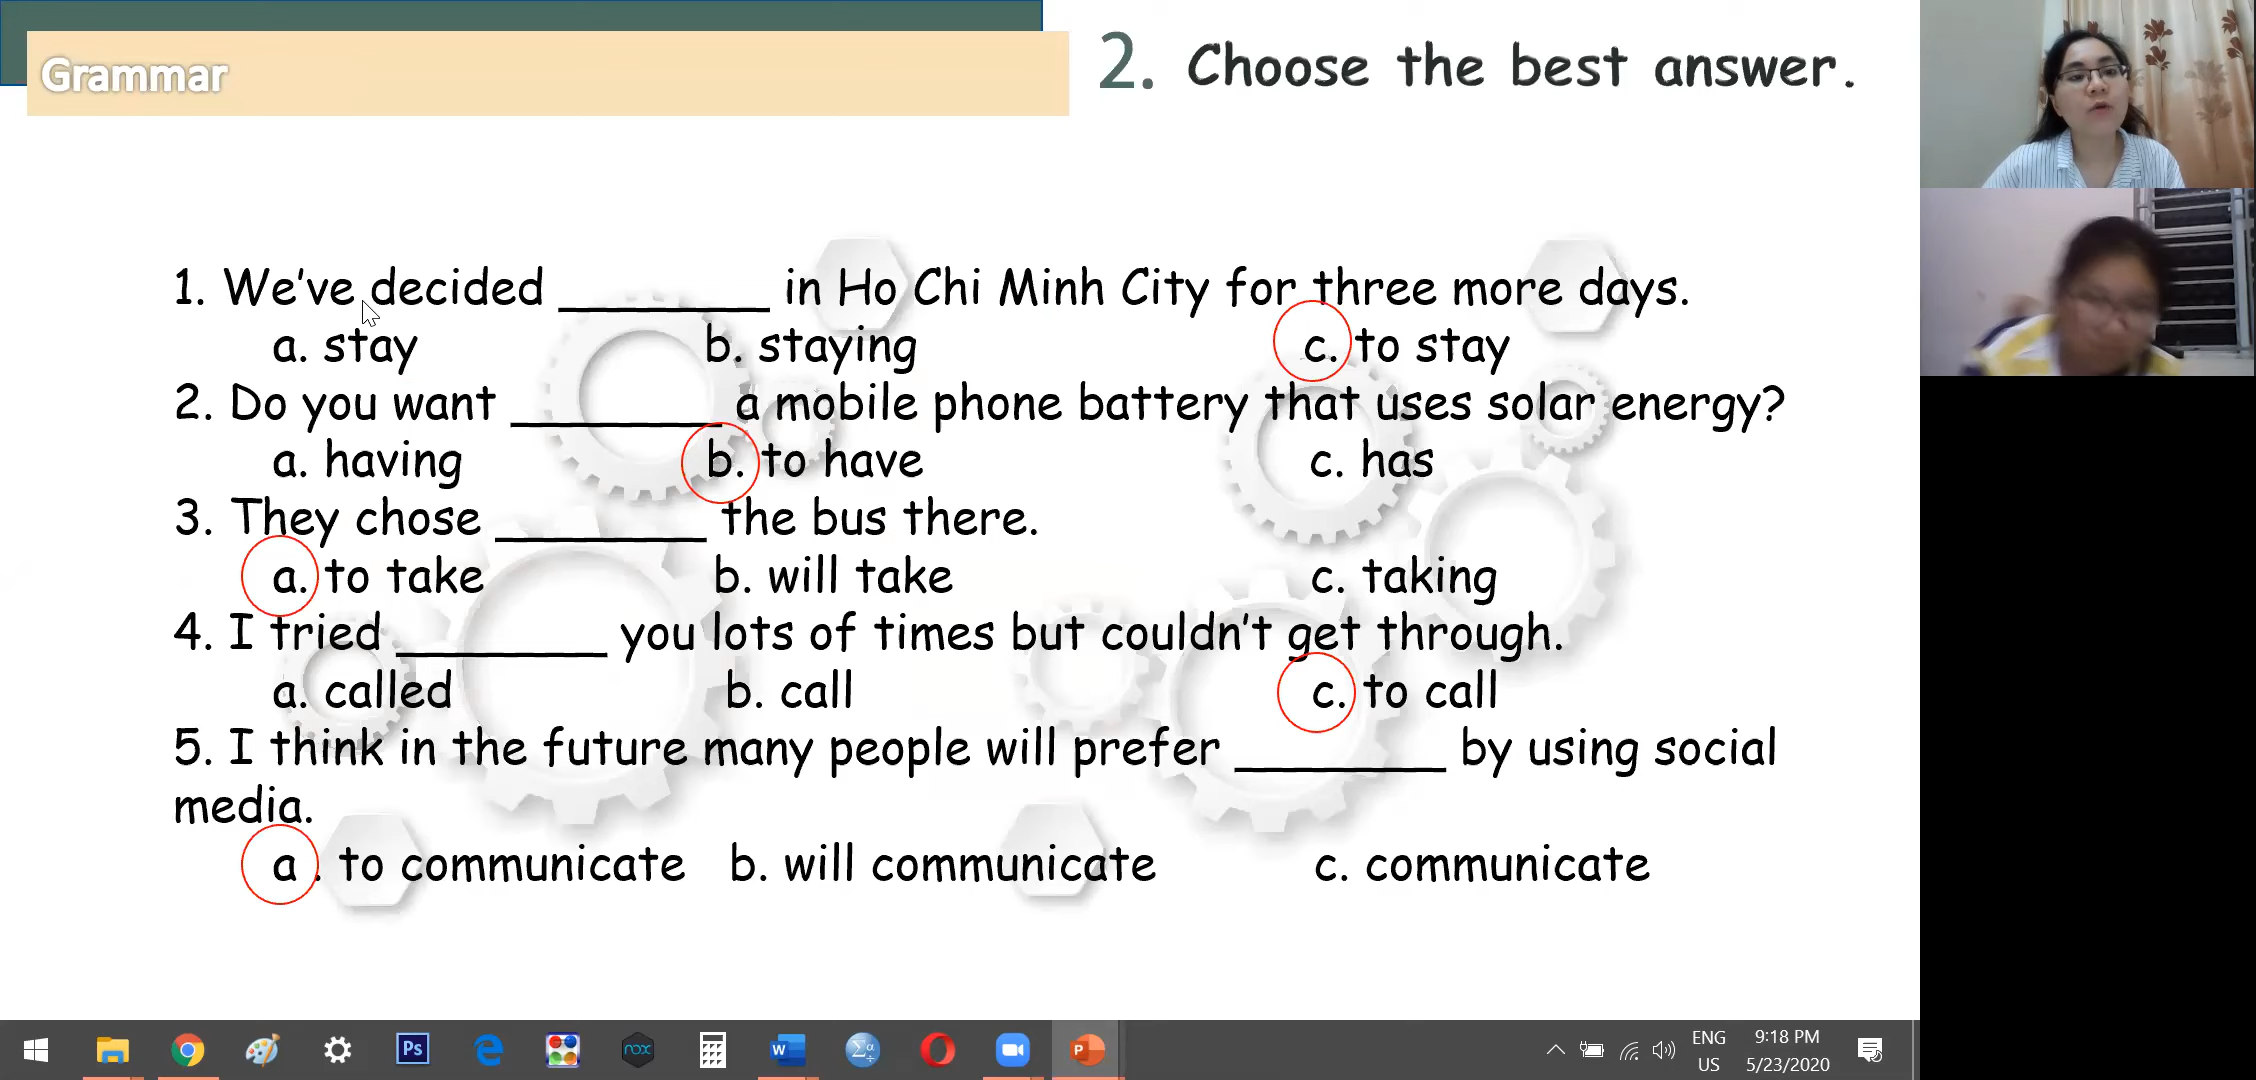 Grammar
2. Choose the best answer.
1. We've decided ________ in Ho Chi Minh City for three more days.
a. stay b. staying c. to stay
2. Do you want ________ a mobile phone battery that uses solar energy?
a. having b. to have c. has
3. They chose ________ the bus there.
a. to take b. will take c. taking
4. I tried ________ you lots of times but couldn't get through.
a. called b. call c. to call
5. I think in the future many people will prefer ________ by using social
media.
a . to communicate b. will communicate c. communicate
Ps nox W Σα÷ P ENG 9:18 PM
US 5/23/2020